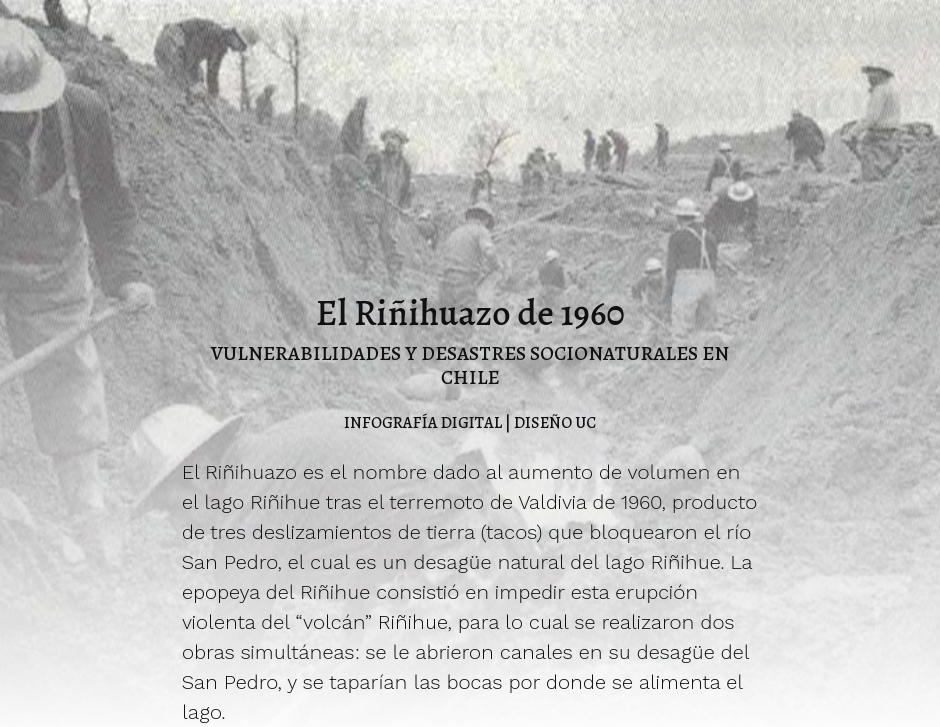 El Riñihuazo de 1960
VULNERABILIDADES Y DESASTRES SOCIONATURALES EN
CHILE
INFOGRAFÍA DIGITAL | DISEÑO UC
El Riñihuazo es el nombre dado al aumento de volumen en
el lago Riñihue tras el terremoto de Valdivia de 1960, producto
de tres deslizamientos de tierra (tacos) que bloquearon el río
San Pedro, el cual es un desagüe natural del lago Riñihue. La
epopeya del Riñihue consistió en impedir esta erupción
violenta del “volcán” Riñihue, para lo cual se realizaron dos
obras simultáneas: se le abrieron canales en su desagüe del
San Pedro, y se taparían las bocas por donde se alimenta el
lago.